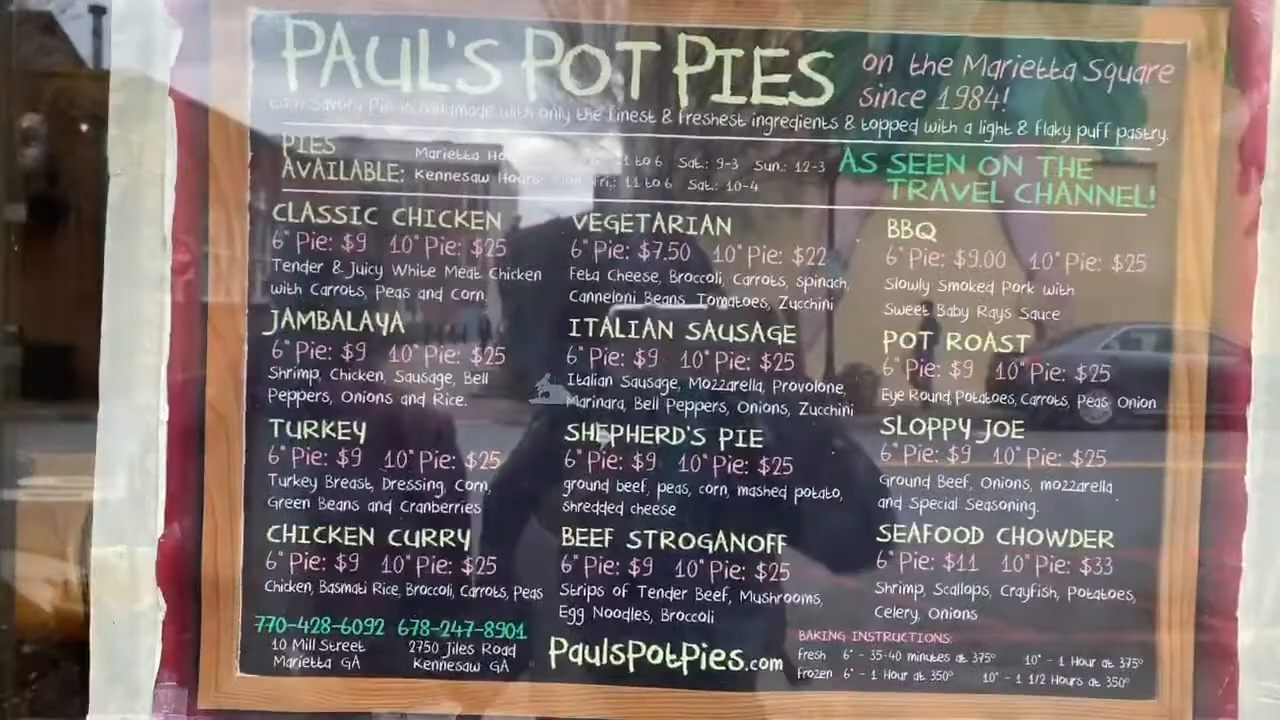 PAUL'S POT PIES
on the Marietta Square
since 1984!
Each Savory Pie is handmade with only the finest & freshest ingredients & topped with a light & flaky puff pastry.
PIES
AVAILABLE:
Marietta Ho 1 to 6 Sat.: 9-3 Sun.: 12-3
Kennesaw Hours: Fri.: 11 to 6 Sat.: 10-4
AS SEEN ON THE
TRAVEL CHANNEL!
CLASSIC CHICKEN
6" Pie: $9 10" Pie: $25
Tender & Juicy White Meat Chicken
with Carrots, Peas and Corn.
JAMBALAYA
6" Pie: $9 10" Pie: $25
Shrimp, Chicken, Sausage, Bell
Peppers, Onions and Rice.
TURKEY
6" Pie: $9 10" Pie: $25
Turkey Breast, Dressing, Corn,
Green Beans and Cranberries
CHICKEN CURRY
6" Pie: $9 10" Pie: $25
Chicken, Basmati Rice, Broccoli, Carrots, Peas
VEGETARIAN
6" Pie: $7.50 10" Pie: $22
Feta Cheese, Broccoli, Carrots, Spinach,
Canneloni Beans, Tomatoes, Zucchini
ITALIAN SAUSAGE
6" Pie: $9 10" Pie: $25
Italian Sausage, Mozzarella, Provolone,
Marinara, Bell Peppers, Onions, Zucchini
SHEPHERD'S PIE
6" Pie: $9 10" Pie: $25
ground beef, peas, corn, mashed potato,
shredded cheese
BEEF STROGANOFF
6" Pie: $9 10" Pie: $25
Strips of Tender Beef, Mushrooms,
Egg Noodles, Broccoli
BBQ
6" Pie: $9.00 10" Pie: $25
Slowly Smoked Pork with
Sweet Baby Rays Sauce
POT ROAST
6" Pie: $9 10" Pie: $25
Eye Round, Potatoes, Carrots, Peas, Onion
SLOPPY JOE
6" Pie: $9 10" Pie: $25
Ground Beef, Onions, mozzarella
and Special Seasoning.
SEAFOOD CHOWDER
6" Pie: $11 10" Pie: $33
Shrimp, Scallops, Crayfish, Potatoes,
Celery, Onions
770-428-6092 678-247-8901
10 Mill Street 2750 Jiles Road
Marietta GA Kennesaw GA
PaulsPotPies.com
BAKING INSTRUCTIONS:
fresh 6" - 35-40 minutes at 375° 10" - 1 Hour at 375°
frozen 6" - 1 Hour at 350° 10" - 1 1/2 Hours at 350°